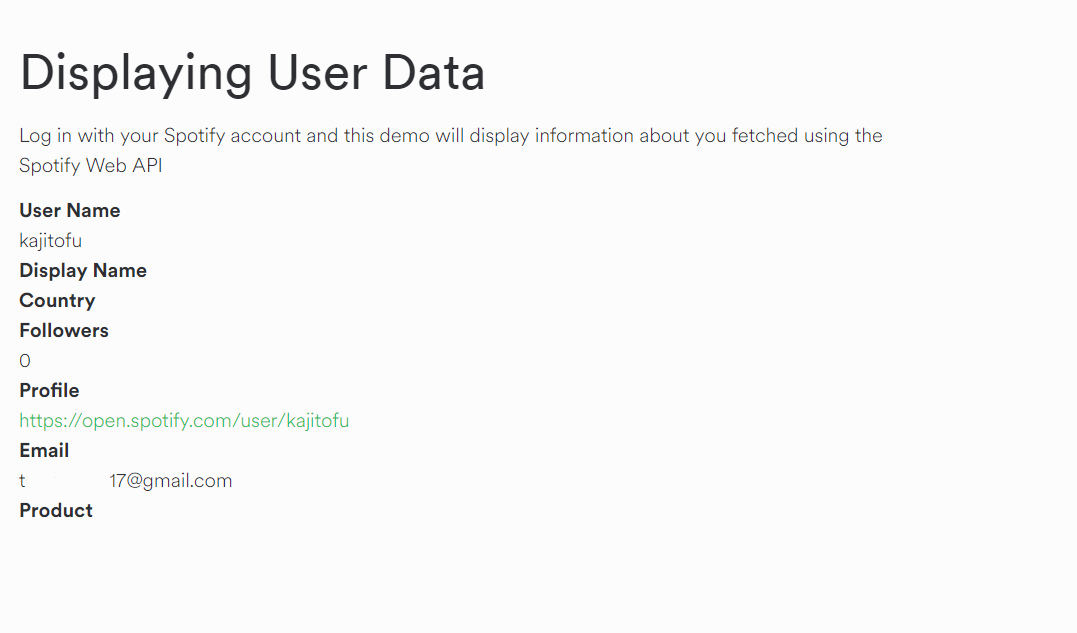 Displaying User Data
Log in with your Spotify account and this demo will display information about you fetched using the
Spotify Web API
User Name
kajitofu
Display Name
Country
Followers
0
Profile
https://open.spotify.com/user/kajitofu
Email
t 17@gmail.com
Product